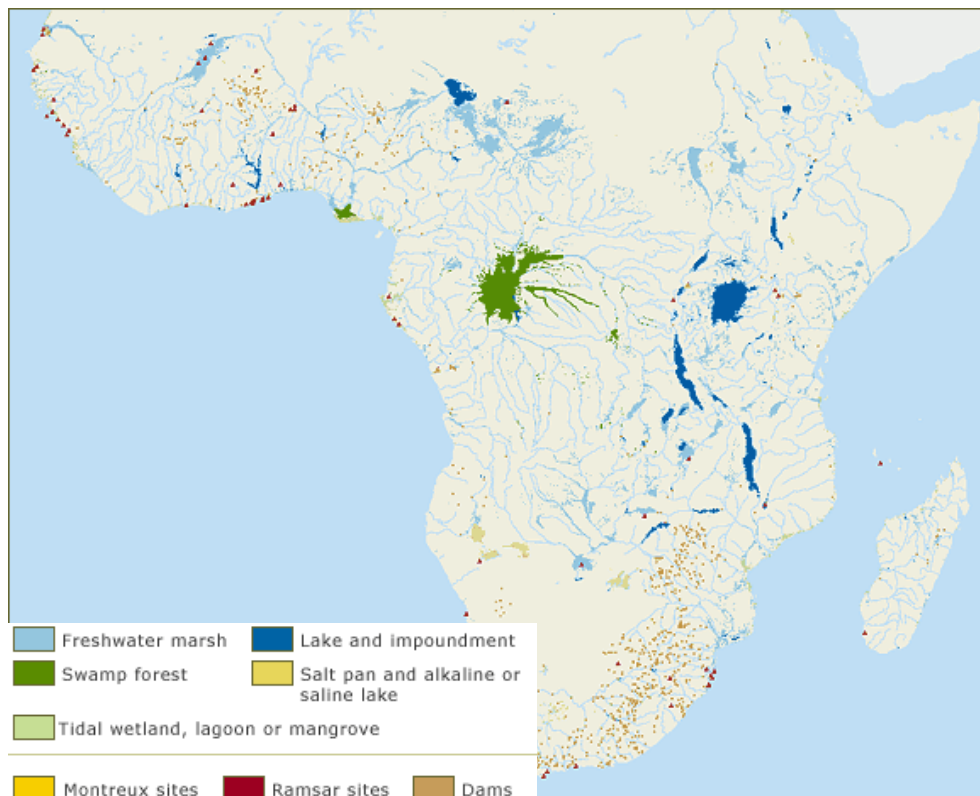 Freshwater marsh
Lake and impoundment
Swamp forest
Salt pan and alkaline or
saline lake
Tidal wetland, lagoon or mangrove
Montreux sites
Ramsar sites
Dams